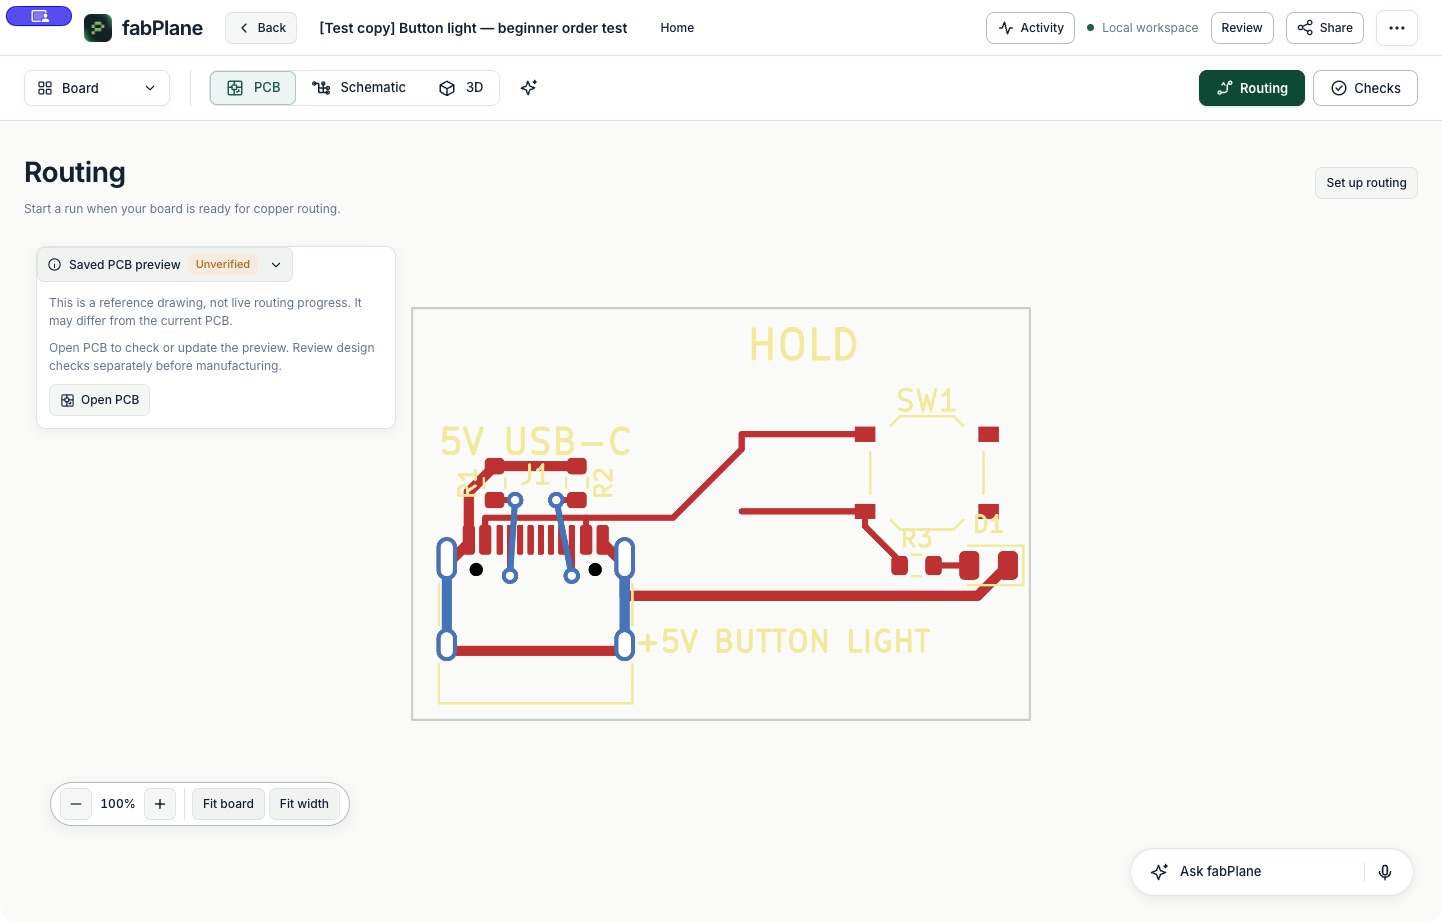 fabPlane
Back
[Test copy] Button light — beginner order test
Home
Activity
Local workspace
Review
Share
Board
PCB
Schematic
3D
Routing
Checks
Routing
Set up routing
Start a run when your board is ready for copper routing.
Saved PCB preview
Unverified
This is a reference drawing, not live routing progress. It
may differ from the current PCB.
Open PCB to check or update the preview. Review design
checks separately before manufacturing.
Open PCB
HOLD
SW1
5V USB-C
R1
J1
R2
D1
R3
+5V BUTTON LIGHT
100%
Fit board
Fit width
Ask fabPlane